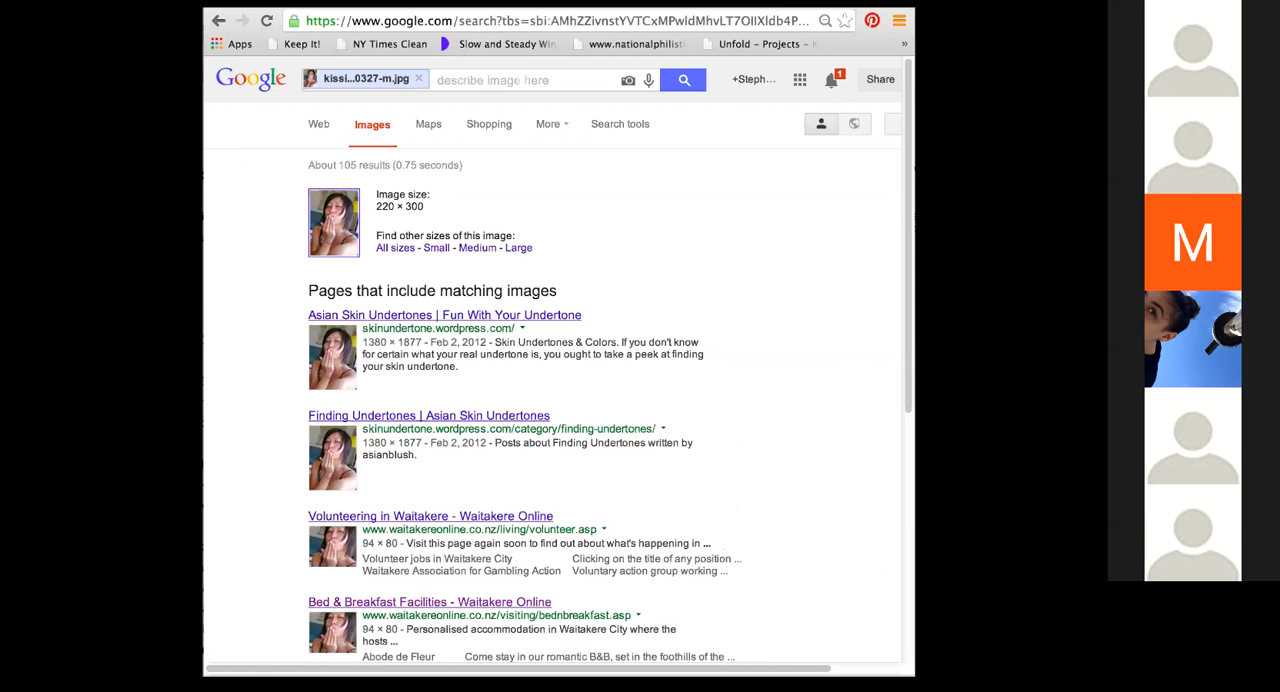 https://www.google.com/search?tbs=sbi:AMhZZivnstYVTCxMPwldMhvLT7OIIXldb4P...
Apps Keep It! NY Times Clean Slow and Steady Win www.nationalphilist Unfold - Projects - »
Google kissi...0327-m.jpg × describe image here +Steph... 1 Share
Web Images Maps Shopping More Search tools
About 105 results (0.75 seconds)
Image size:
220 × 300
Find other sizes of this image:
All sizes - Small - Medium - Large
Pages that include matching images
Asian Skin Undertones | Fun With Your Undertone
skinundertone.wordpress.com/
1380 × 1877 - Feb 2, 2012 - Skin Undertones & Colors. If you don't know
for certain what your real undertone is, you ought to take a peek at finding
your skin undertone.
Finding Undertones | Asian Skin Undertones
skinundertone.wordpress.com/category/finding-undertones/
1380 × 1877 - Feb 2, 2012 - Posts about Finding Undertones written by
asianblush.
Volunteering in Waitakere - Waitakere Online
www.waitakereonline.co.nz/living/volunteer.asp
94 × 80 - Visit this page again soon to find out about what's happening in ...
Volunteer jobs in Waitakere City Clicking on the title of any position ...
Waitakere Association for Gambling Action Voluntary action group working ...
Bed & Breakfast Facilities - Waitakere Online
www.waitakereonline.co.nz/visiting/bednbreakfast.asp
94 × 80 - Personalised accommodation in Waitakere City where the
hosts ...
Abode de Fleur Come stay in our romantic B&B, set in the foothills of the ...
M